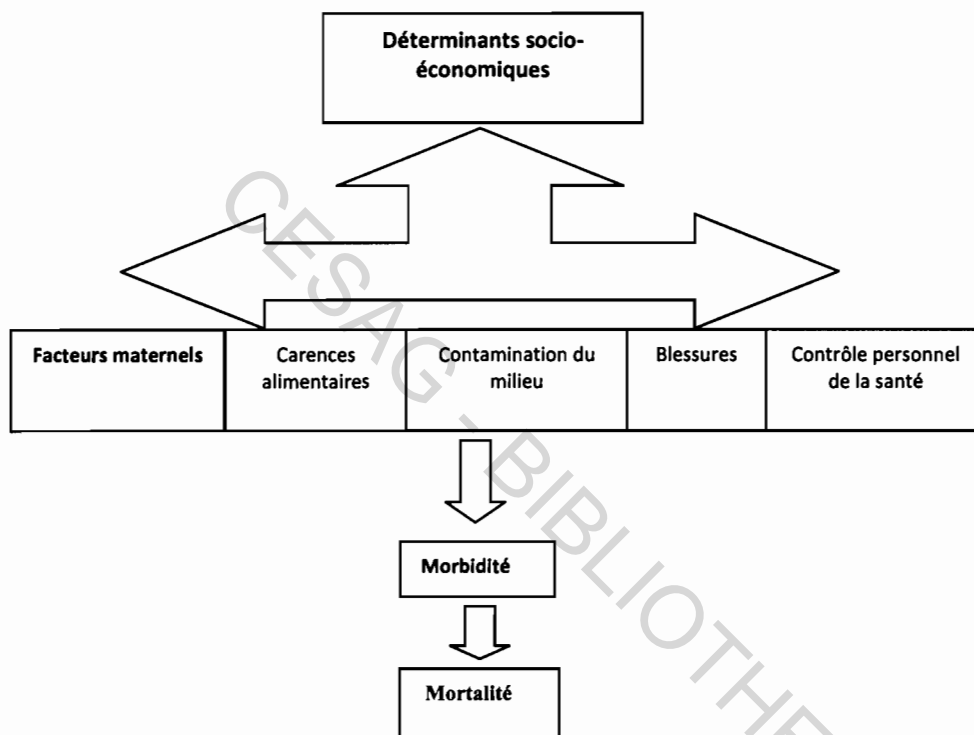 Déterminants socio-
économiques
Facteurs maternels
Carences
alimentaires
Contamination du
milieu
Blessures
Contrôle personnel
de la santé
Morbidité
Mortalité
CESAG - BIBLIOTHE